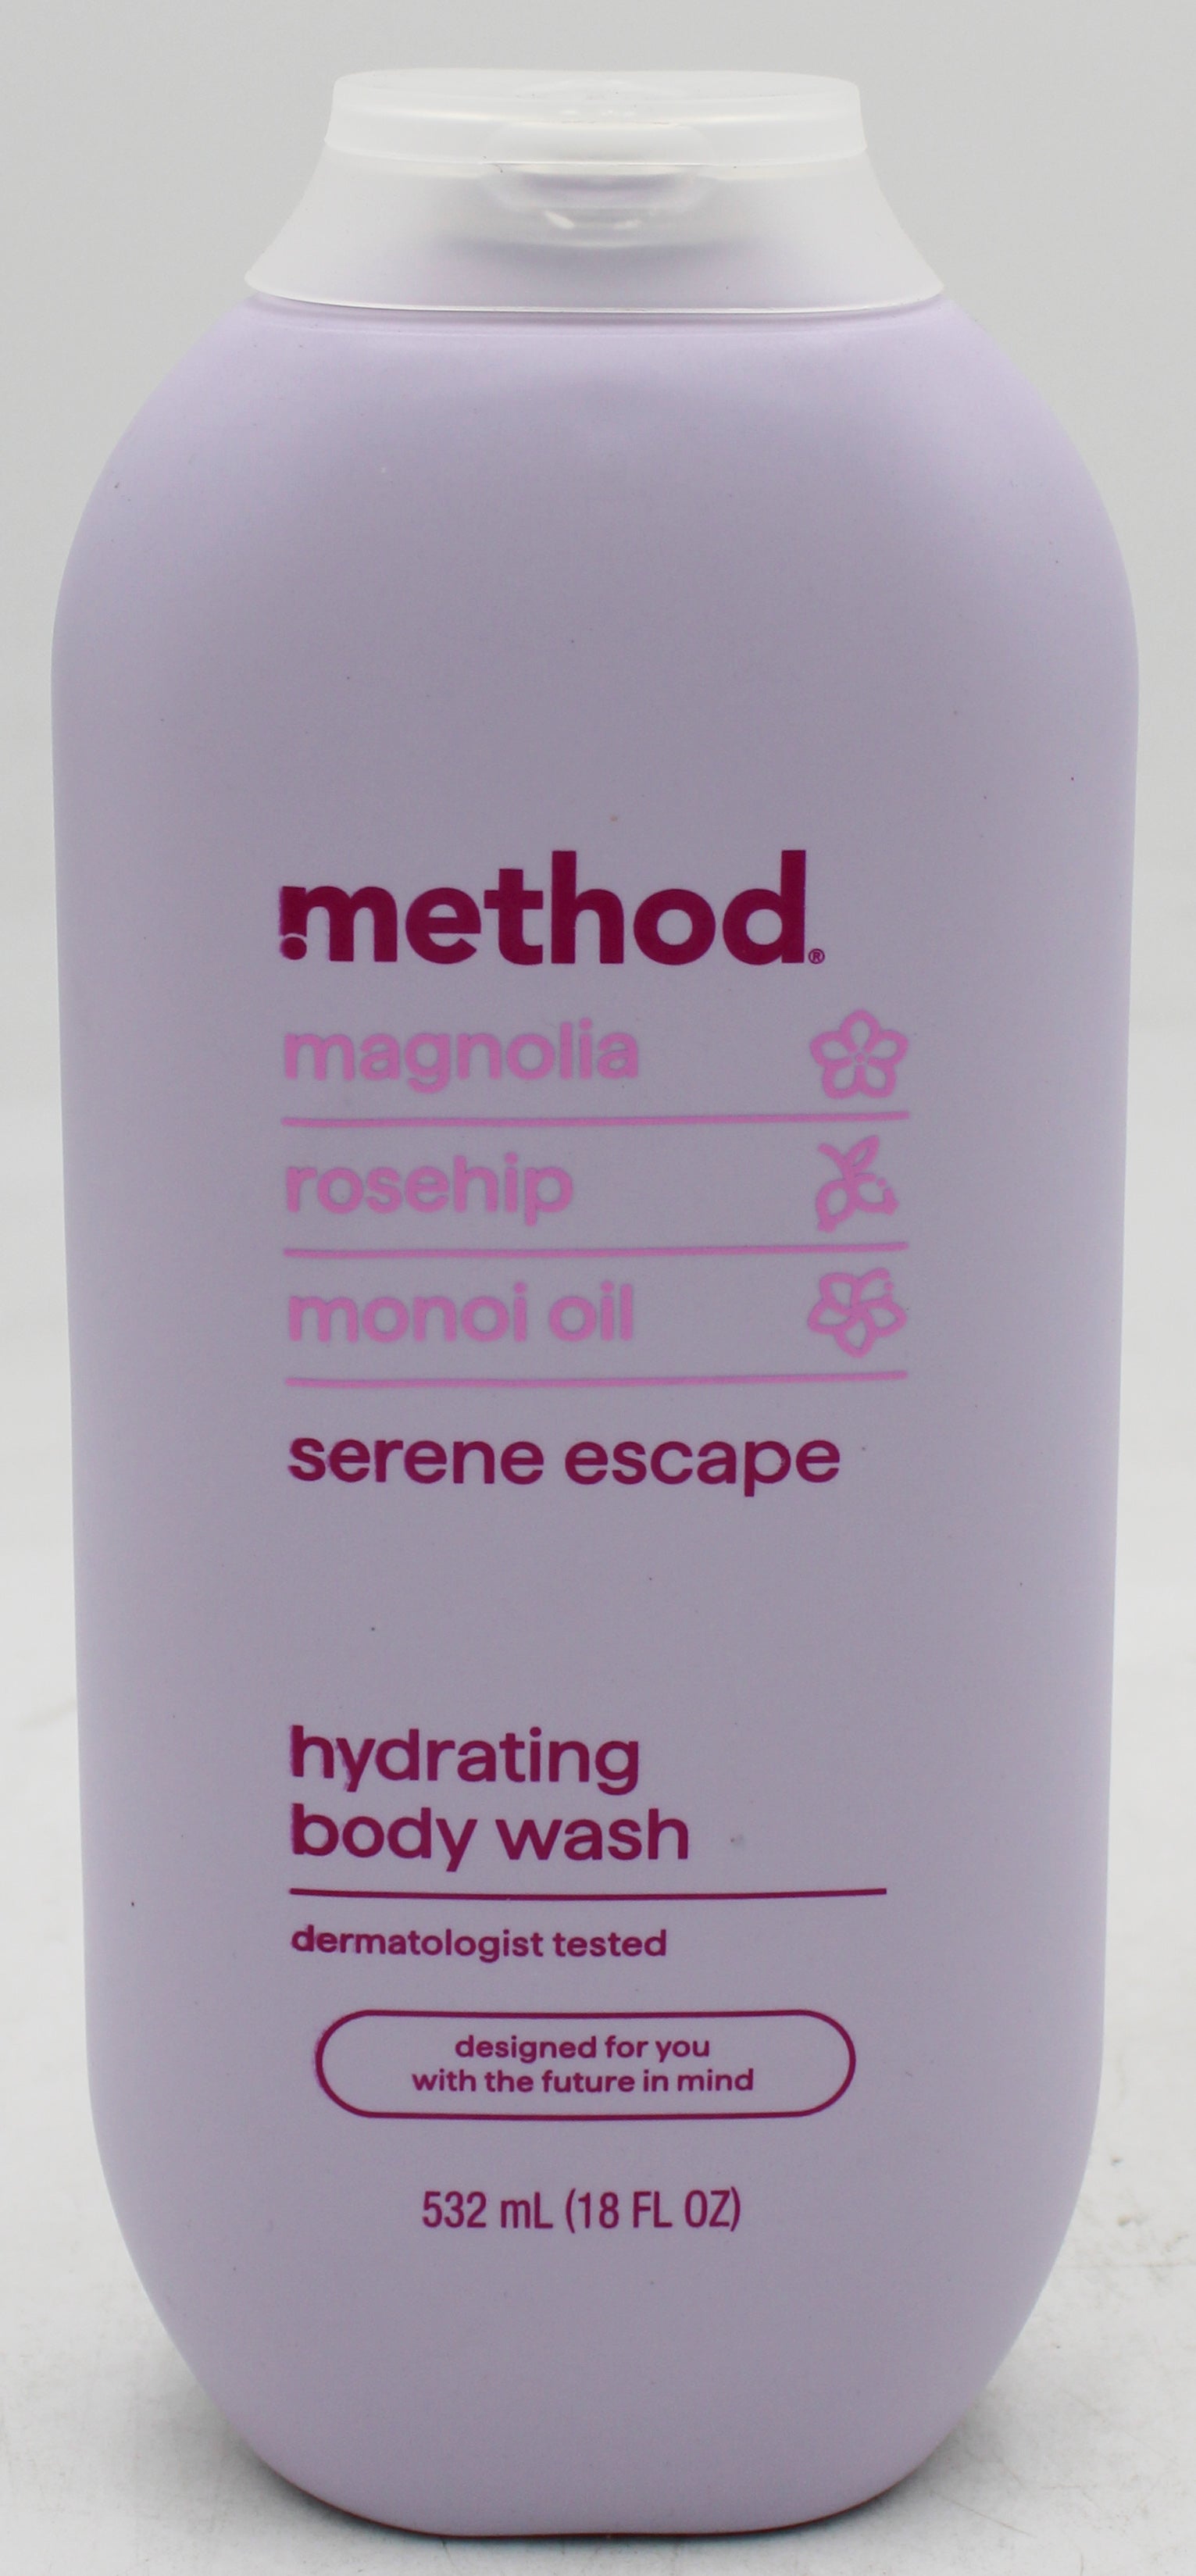 method®
magnolia
rosehip
monoi oil
serene escape
hydrating
body wash
dermatologist tested
designed for you
with the future in mind
532 mL (18 FL OZ)